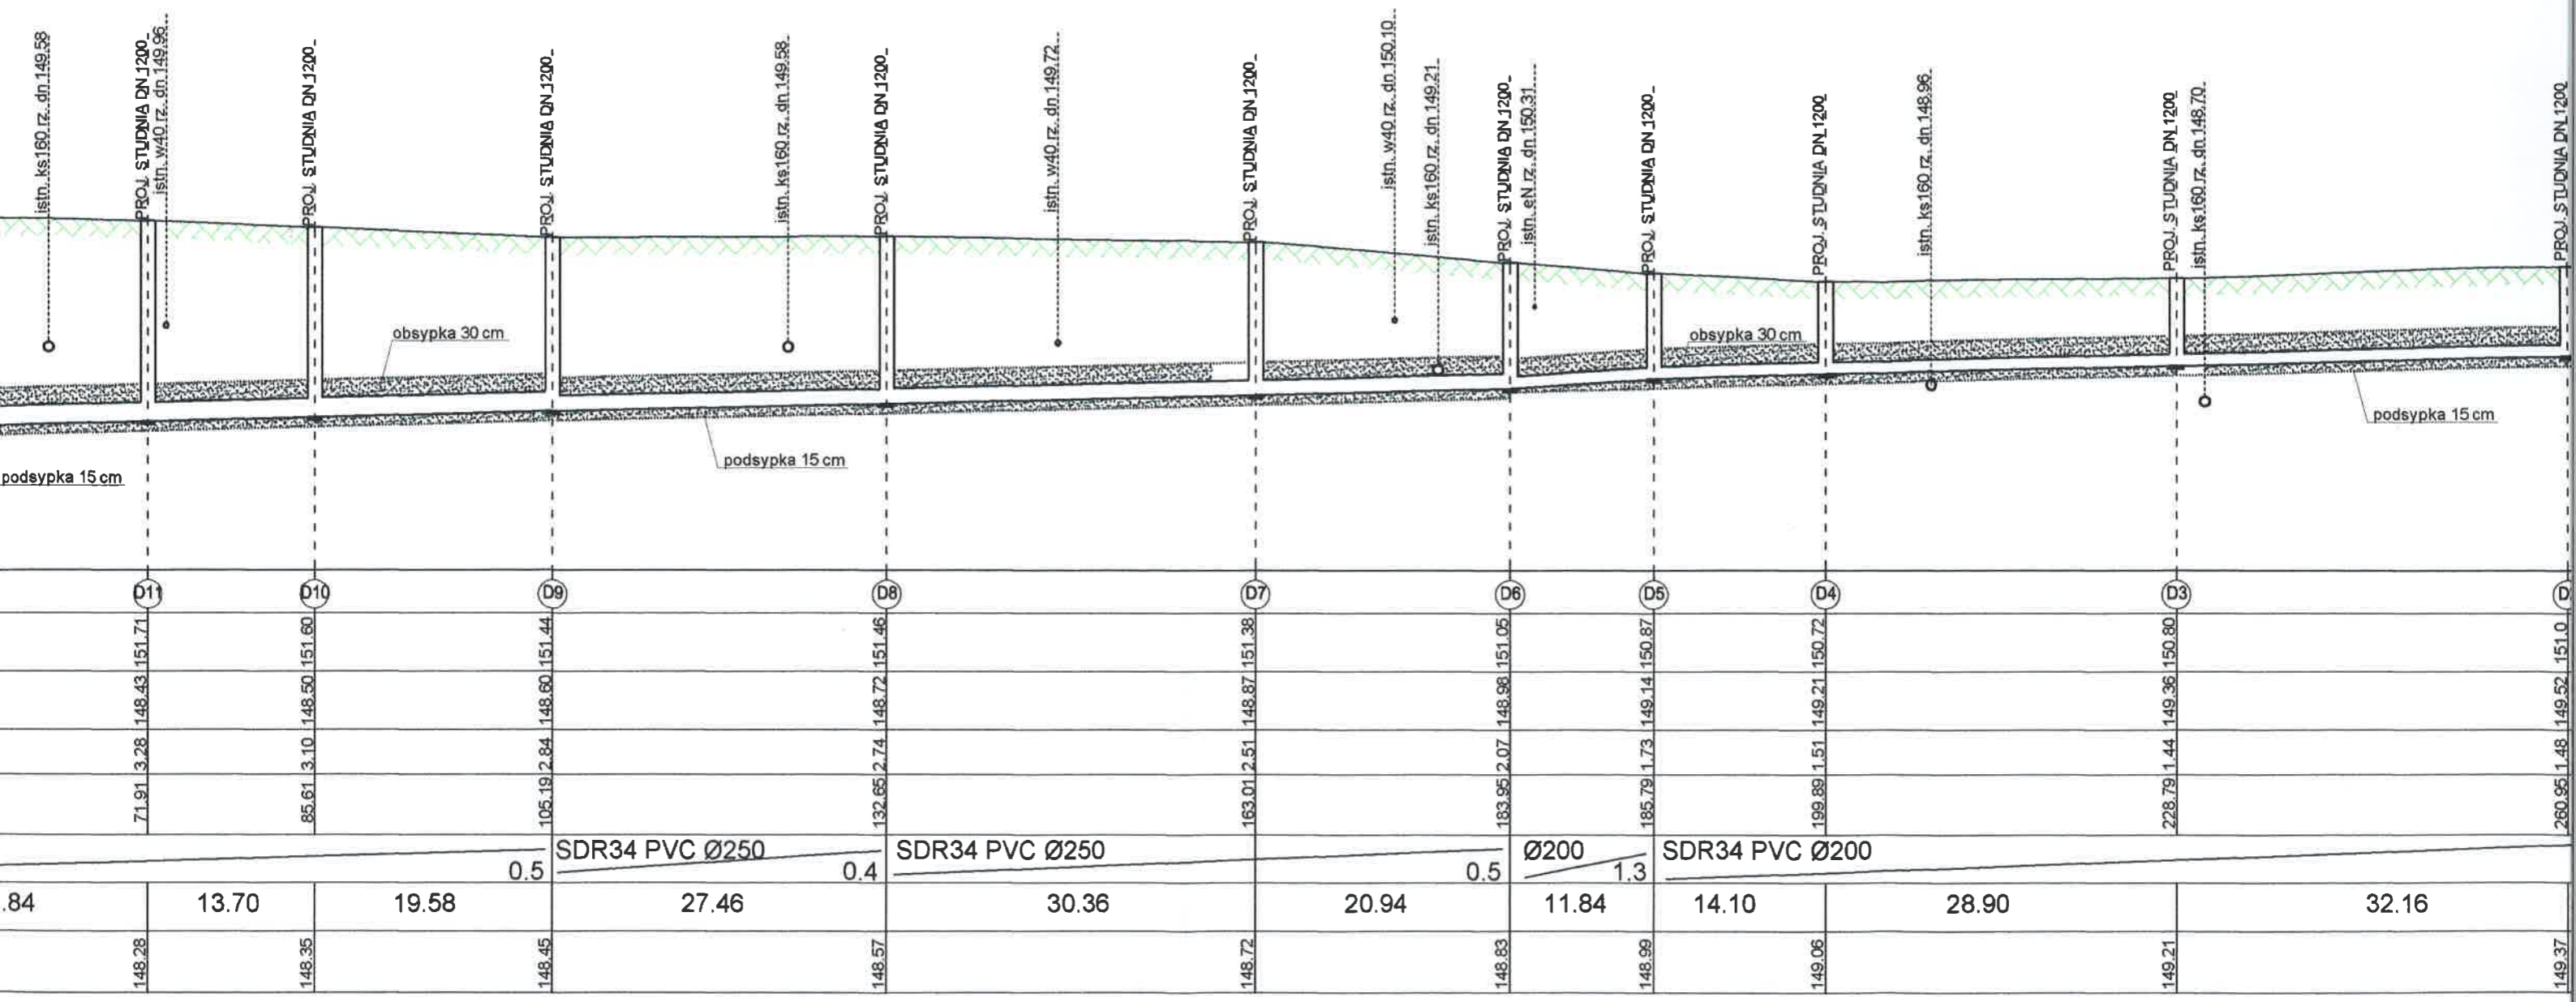 istn. ks160 rz. dn 149.58
PROJ. STUDNIA DN 1200
istn. w40 rz. dn 149.96
PROJ. STUDNIA DN 1200
PROJ. STUDNIA DN 1200
istn. ks160 rz. dn 149.58
PROJ. STUDNIA DN 1200
istn. w40 rz. dn 149.72
PROJ. STUDNIA DN 1200
istn. w40 rz. dn 150.10
istn. ks160 rz. dn 149.21
PROJ. STUDNIA DN 1200
istn. eN rz. dn 150.31
PROJ. STUDNIA DN 1200
PROJ. STUDNIA DN 1200
istn. ks160 rz. dn 148.96
PROJ. STUDNIA DN 1200
istn. ks160 rz. dn 148.70
PROJ. STUDNIA DN 1200
obsypka 30 cm
obsypka 30 cm
podsypka 15 cm
podsypka 15 cm
podsypka 15 cm
D11 D10 D9 D8 D7 D6 D5 D4 D3 D
151.71 151.60 151.44 151.46 151.38 151.05 150.87 150.72 150.80 151.0
148.43 148.50 148.60 148.72 148.87 148.98 149.14 149.21 149.36 149.52
3.28 3.10 2.84 2.74 2.51 2.07 1.73 1.51 1.44 1.48
71.91 85.61 105.19 132.65 163.01 183.95 185.79 199.89 228.79 260.95
SDR34 PVC Ø250 SDR34 PVC Ø250 Ø200 SDR34 PVC Ø200
0.5 0.4 0.5 1.3
.84 13.70 19.58 27.46 30.36 20.94 11.84 14.10 28.90 32.16
148.28 148.35 148.45 148.57 148.72 148.83 148.99 149.06 149.21 149.37